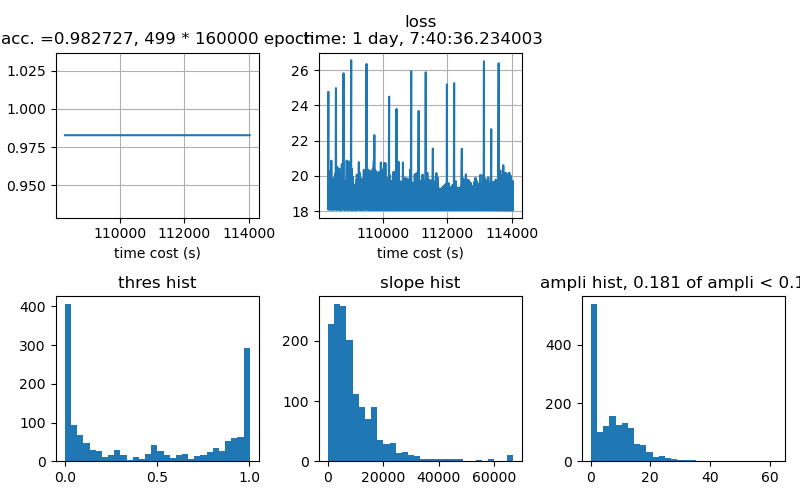 loss
acc. =0.982727, 499 * 160000 epoch
time: 1 day, 7:40:36.234003
1.025
1.000
0.975
0.950
110000 112000 114000
time cost (s)
26
24
22
20
18
110000 112000 114000
time cost (s)
thres hist
400
300
200
100
0
0.0 0.5 1.0
slope hist
200
100
0
0 20000 40000 60000
ampli hist, 0.181 of ampli < 0.1
400
200
0
0 20 40 60